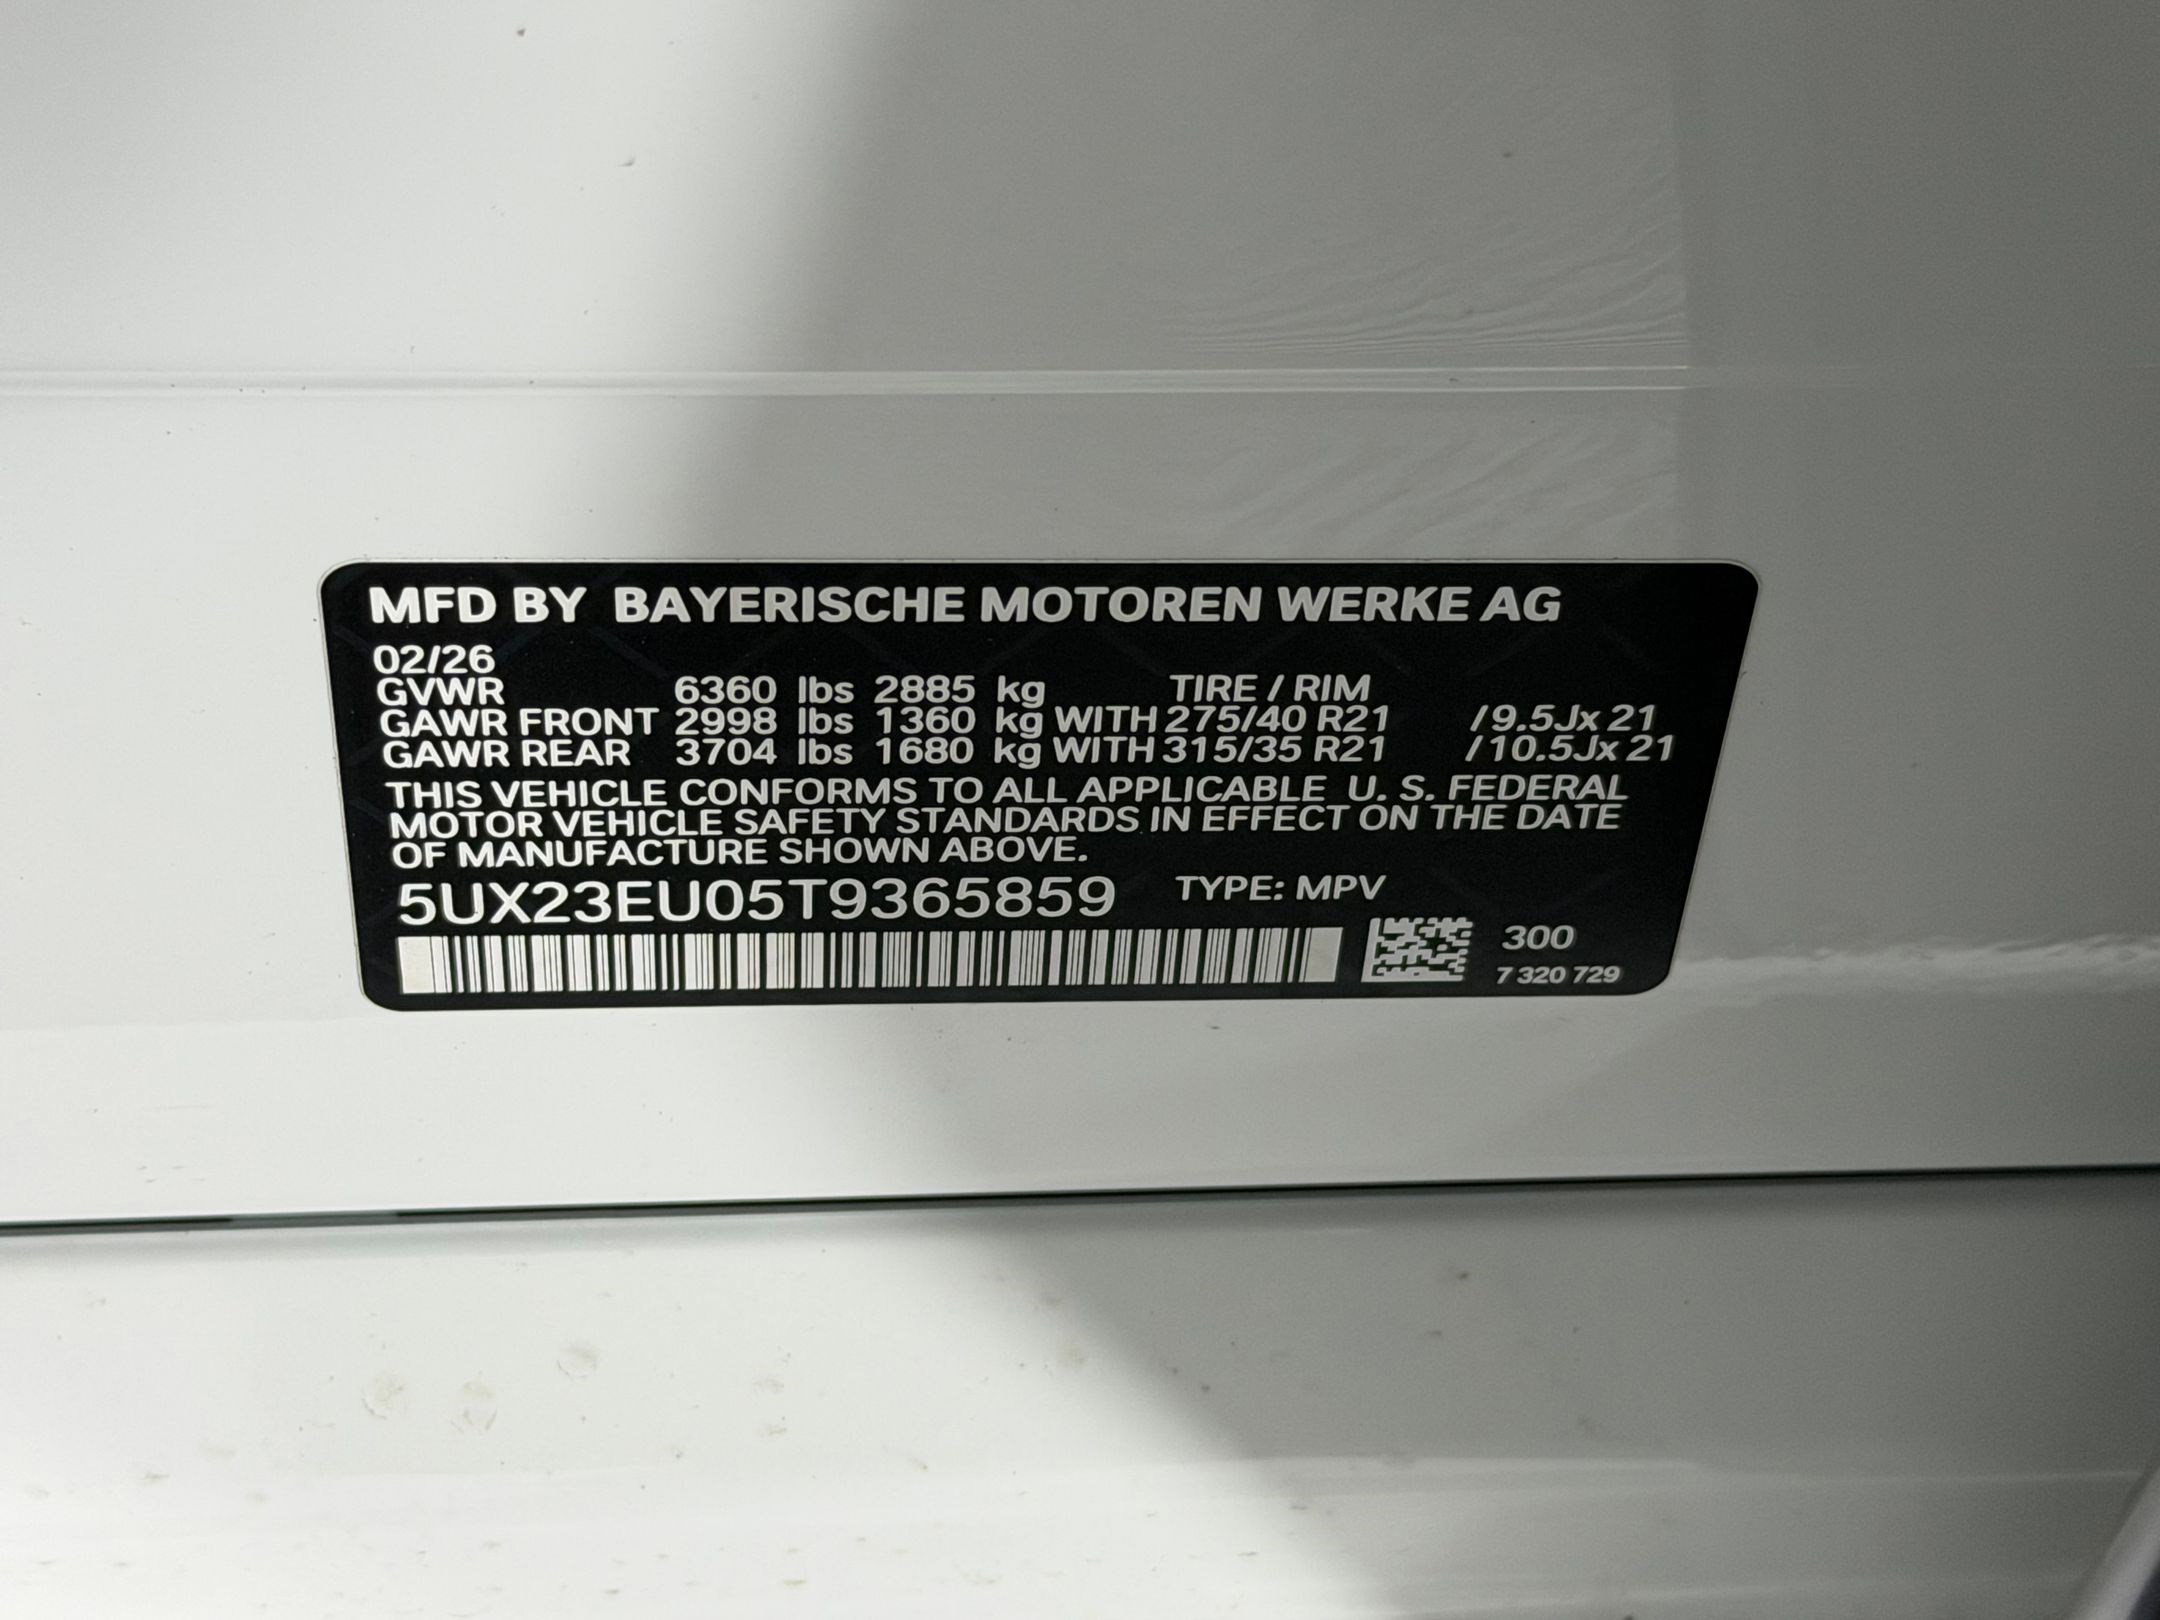 MFD BY BAYERISCHE MOTOREN WERKE AG
02/26
GVWR 6360 lbs 2885 kg TIRE / RIM
GAWR FRONT 2998 lbs 1360 kg WITH 275/40 R21 /9.5Jx 21
GAWR REAR 3704 lbs 1680 kg WITH 315/35 R21 /10.5Jx 21
THIS VEHICLE CONFORMS TO ALL APPLICABLE U. S. FEDERAL
MOTOR VEHICLE SAFETY STANDARDS IN EFFECT ON THE DATE
OF MANUFACTURE SHOWN ABOVE.
5UX23EU05T9365859 TYPE: MPV
300
7 320 729